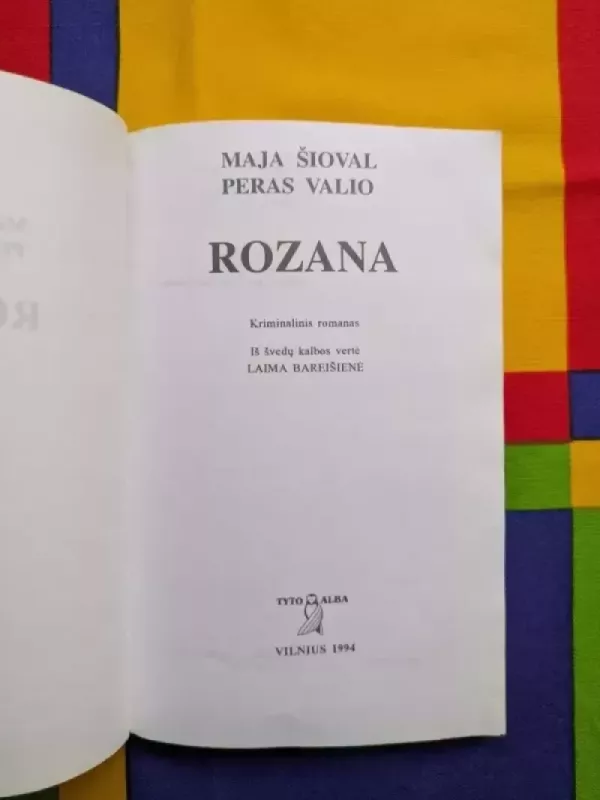 MAJA ŠIOVAL
PERAS VALIO
ROZANA
Kriminalinis romanas
Iš švedų kalbos vertė
LAIMA BAREIŠIENĖ
TYTO ALBA
VILNIUS 1994